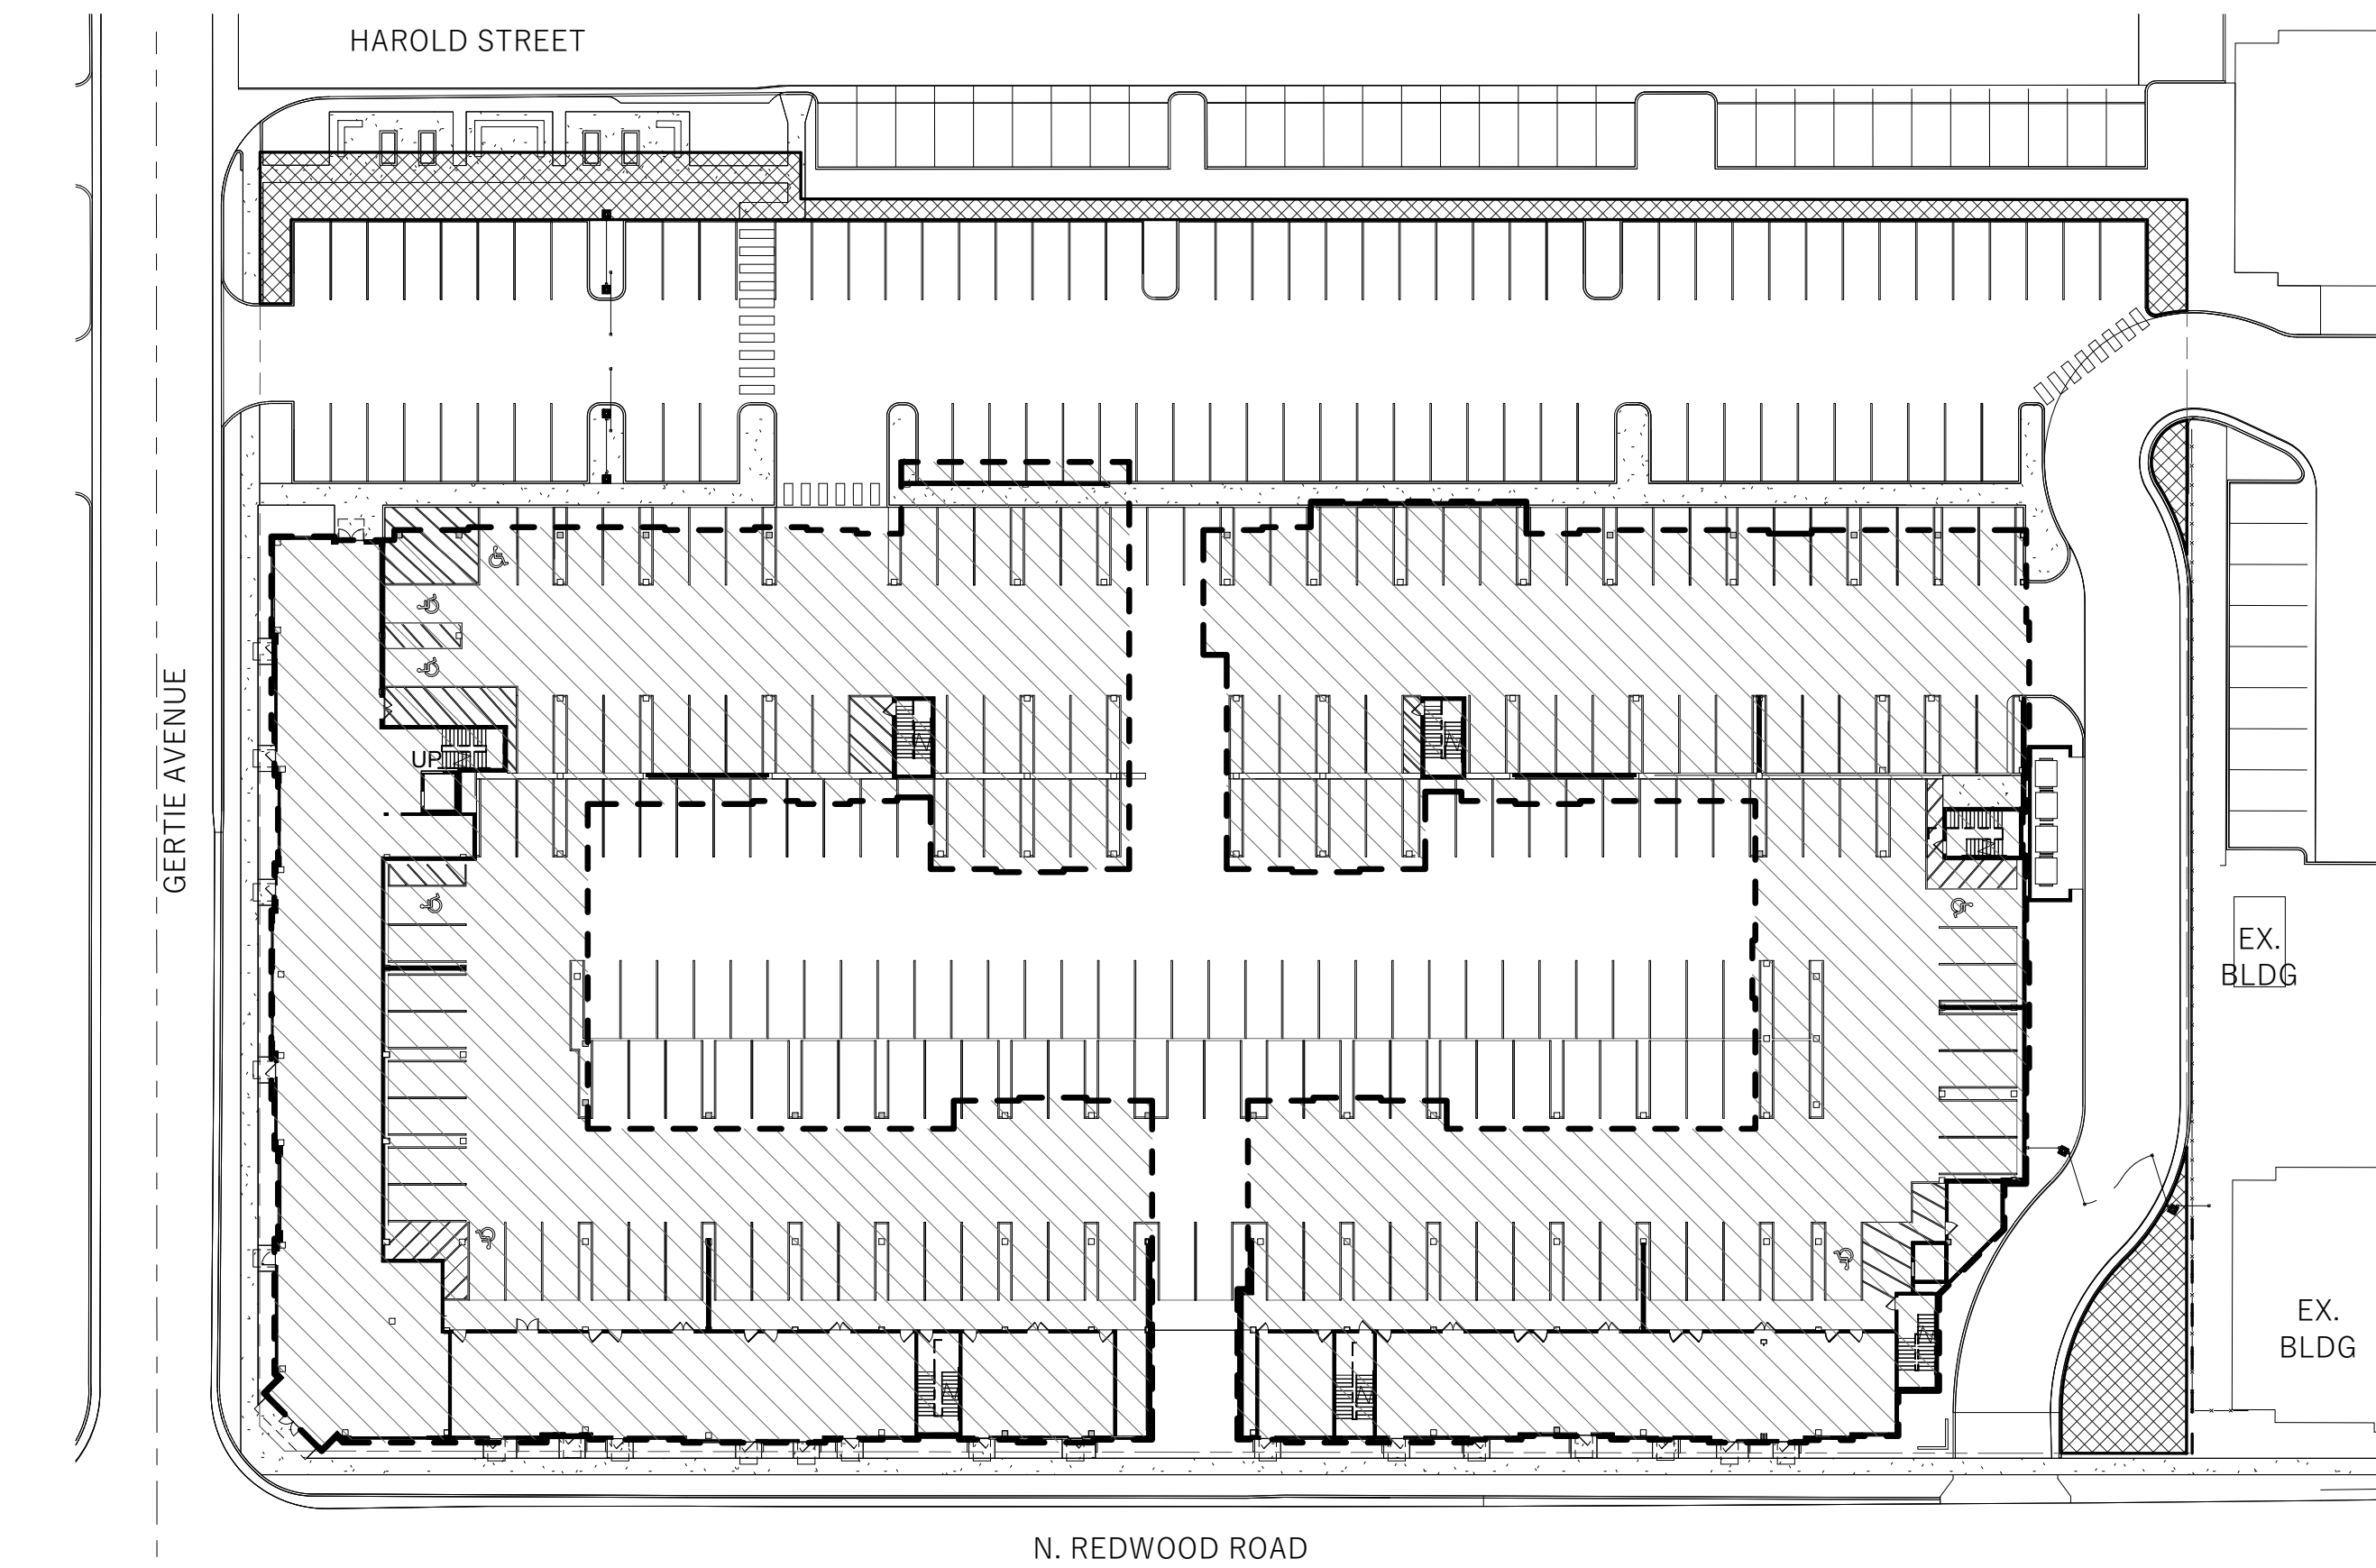 HAROLD STREET
GERTIE AVENUE
UP
EX.
BLDG
EX.
BLDG
N. REDWOOD ROAD